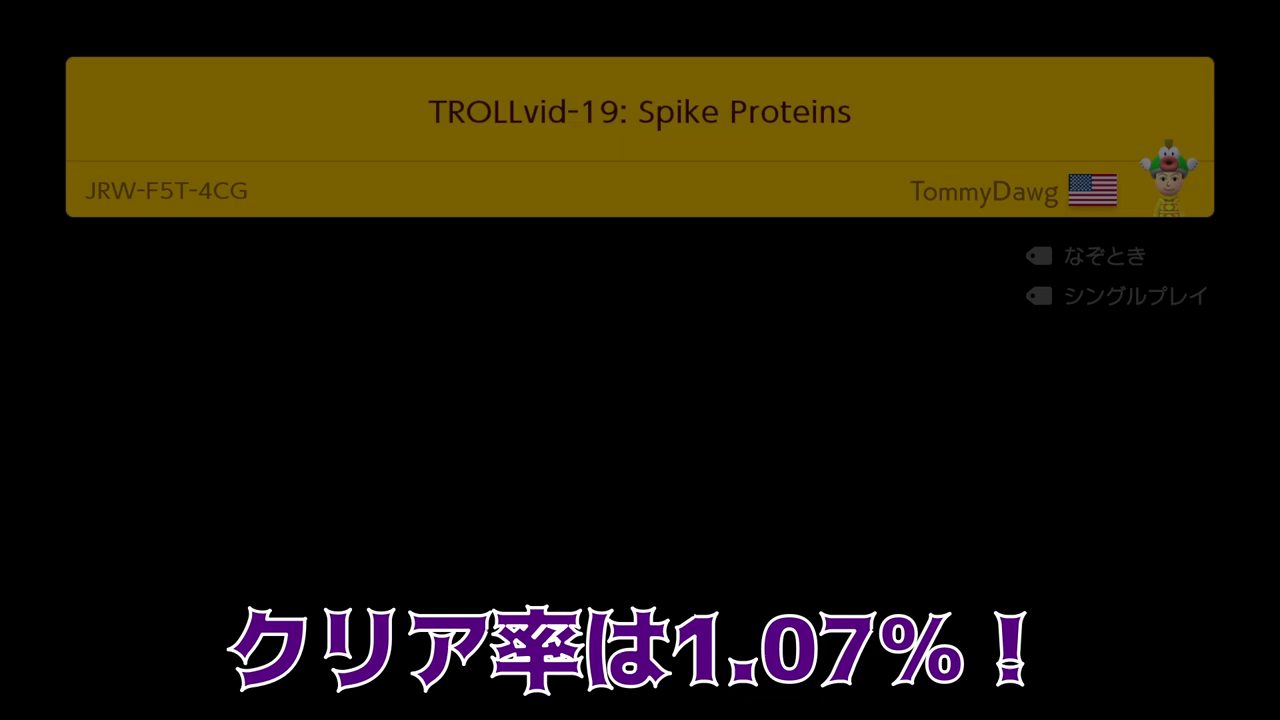 TROLLvid-19: Spike Proteins
JRW-F5T-4CG
TommyDawg
なぞとき
シングルプレイ
クリア率は1.07%！